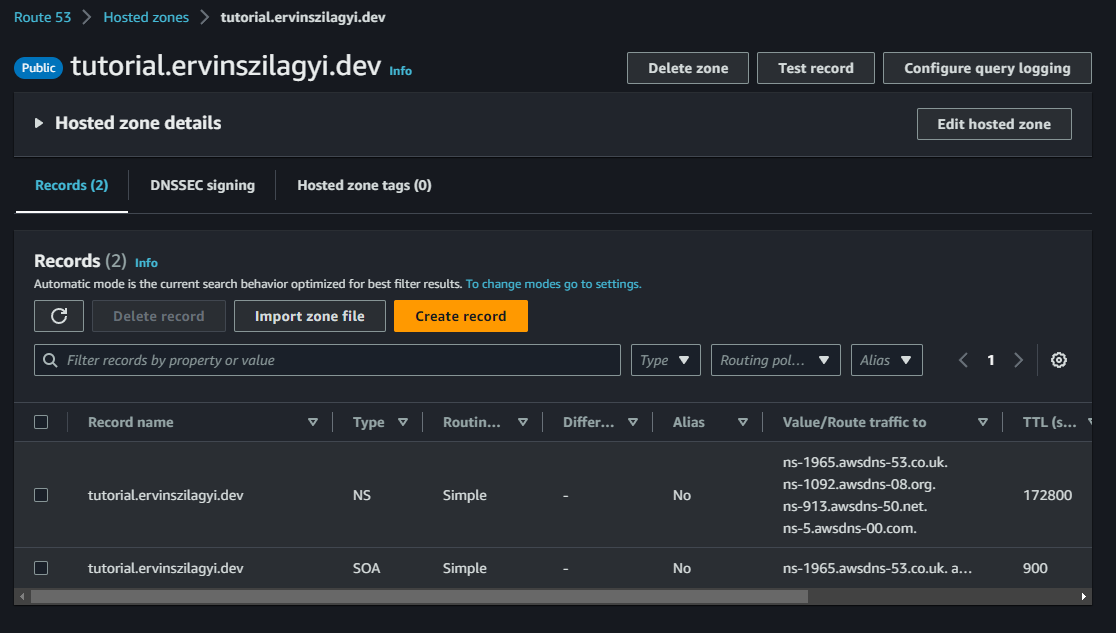 Route 53 Hosted zones tutorial.ervinszilagyi.dev
Public tutorial.ervinszilagyi.dev Info Delete zone Test record Configure query logging
Hosted zone details Edit hosted zone
Records (2) DNSSEC signing Hosted zone tags (0)
Records (2) Info
Automatic mode is the current search behavior optimized for best filter results. To change modes go to settings.
Delete record Import zone file Create record
Filter records by property or value Type Routing pol... Alias 1
Record name Type Routin... Differ... Alias Value/Route traffic to TTL (s...
ns-1965.awsdns-53.co.uk.
ns-1092.awsdns-08.org.
tutorial.ervinszilagyi.dev NS Simple - No ns-913.awsdns-50.net. 172800
ns-5.awsdns-00.com.
tutorial.ervinszilagyi.dev SOA Simple - No ns-1965.awsdns-53.co.uk. a... 900